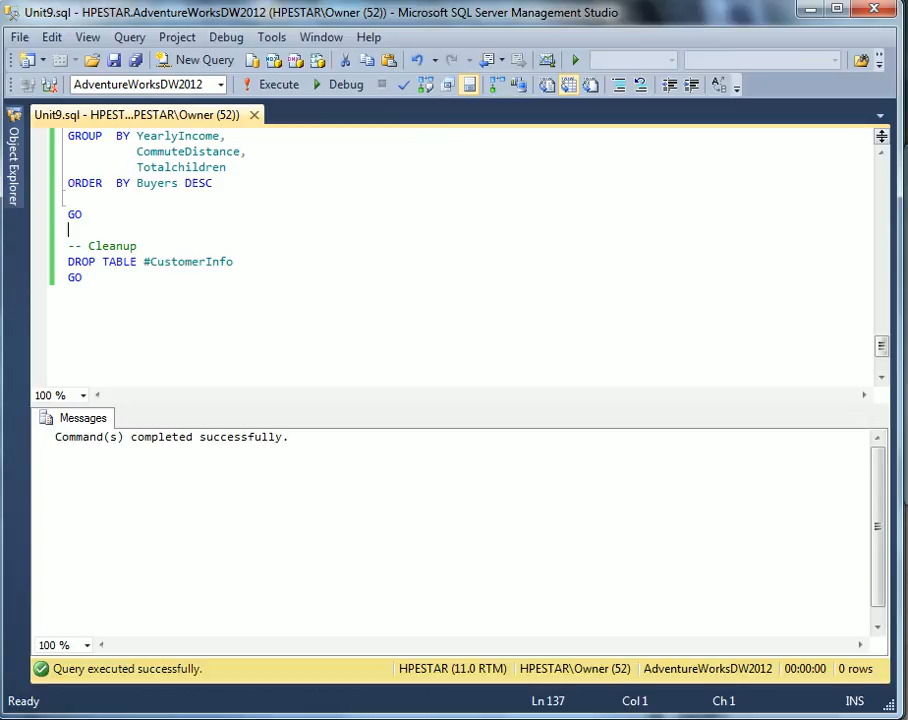 Unit9.sql - HPESTAR.AdventureWorksDW2012 (HPESTAR\Owner (52)) - Microsoft SQL Server Management Studio
File Edit View Query Project Debug Tools Window Help
New Query
AdventureWorksDW2012 Execute Debug
Unit9.sql - HPEST...PESTAR\Owner (52))
Object Explorer
GROUP BY YearlyIncome,
CommuteDistance,
Totalchildren
ORDER BY Buyers DESC
GO
-- Cleanup
DROP TABLE #CustomerInfo
GO
100 %
Messages
Command(s) completed successfully.
100 %
Query executed successfully. HPESTAR (11.0 RTM) HPESTAR\Owner (52) AdventureWorksDW2012 00:00:00 0 rows
Ready Ln 137 Col 1 Ch 1 INS